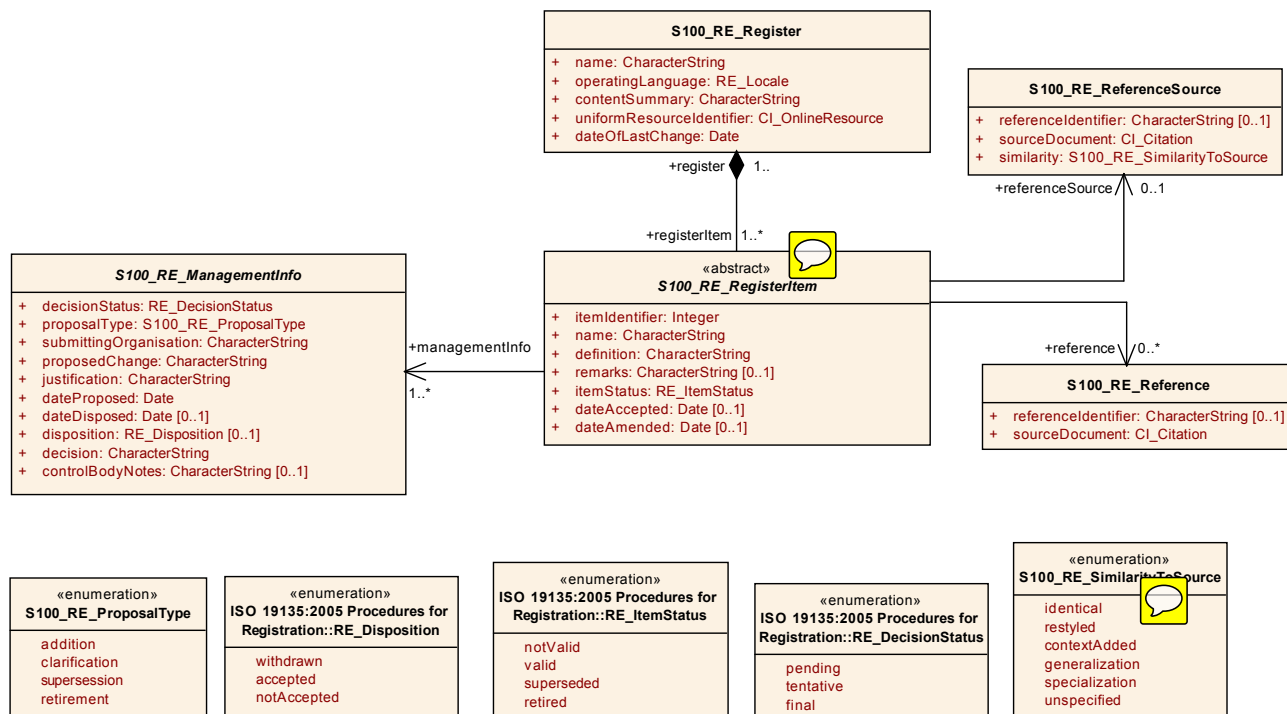 S100_RE_Register
+ name: CharacterString
+ operatingLanguage: RE_Locale
+ contentSummary: CharacterString
+ uniformResourceIdentifier: CI_OnlineResource
+ dateOfLastChange: Date
+register 1..
+registerItem 1..*
S100_RE_ReferenceSource
+ referenceIdentifier: CharacterString [0..1]
+ sourceDocument: CI_Citation
+ similarity: S100_RE_SimilarityToSource
+referenceSource 0..1
S100_RE_ManagementInfo
+ decisionStatus: RE_DecisionStatus
+ proposalType: S100_RE_ProposalType
+ submittingOrganisation: CharacterString
+ proposedChange: CharacterString
+ justification: CharacterString
+ dateProposed: Date
+ dateDisposed: Date [0..1]
+ disposition: RE_Disposition [0..1]
+ decision: CharacterString
+ controlBodyNotes: CharacterString [0..1]
+managementInfo
1..*
«abstract»
S100_RE_RegisterItem
+ itemIdentifier: Integer
+ name: CharacterString
+ definition: CharacterString
+ remarks: CharacterString [0..1]
+ itemStatus: RE_ItemStatus
+ dateAccepted: Date [0..1]
+ dateAmended: Date [0..1]
+reference 0..*
S100_RE_Reference
+ referenceIdentifier: CharacterString [0..1]
+ sourceDocument: CI_Citation
«enumeration»
S100_RE_ProposalType
addition
clarification
supersession
retirement
«enumeration»
ISO 19135:2005 Procedures for
Registration::RE_Disposition
withdrawn
accepted
notAccepted
«enumeration»
ISO 19135:2005 Procedures for
Registration::RE_ItemStatus
notValid
valid
superseded
retired
«enumeration»
ISO 19135:2005 Procedures for
Registration::RE_DecisionStatus
pending
tentative
final
«enumeration»
S100_RE_SimilarityToSource
identical
restyled
contextAdded
generalization
specialization
unspecified